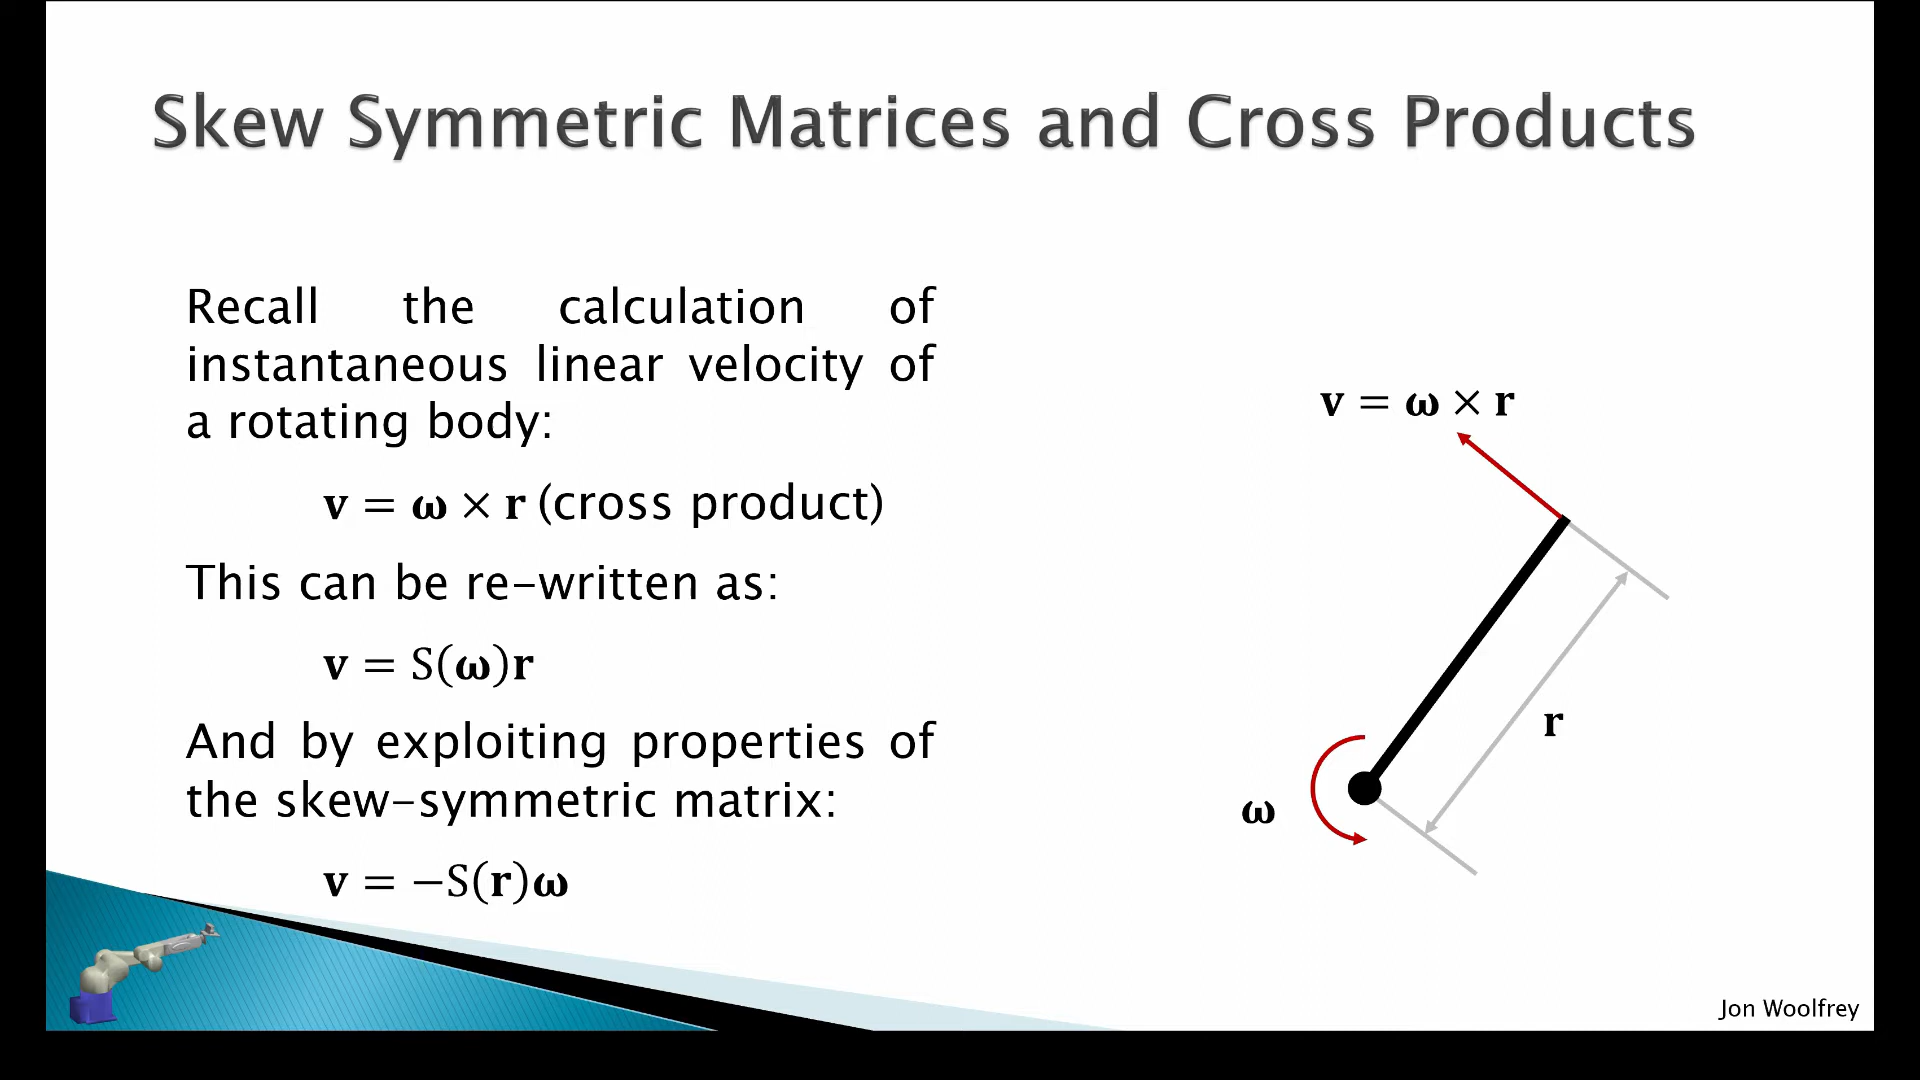 Skew Symmetric Matrices and Cross Products
Recall the calculation of
instantaneous linear velocity of
a rotating body:
𝐯 = 𝛚 × 𝐫 (cross product)
This can be re-written as:
𝐯 = S(𝛚)𝐫
And by exploiting properties of
the skew-symmetric matrix:
𝐯 = −S(𝐫)𝛚
𝐯 = 𝛚 × 𝐫
𝐫
𝛚
Jon Woolfrey